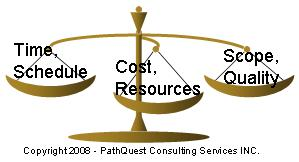 Time,
Schedule
Cost,
Resources
Scope,
Quality
Copyright 2008 - PathQuest Consulting Services INC.